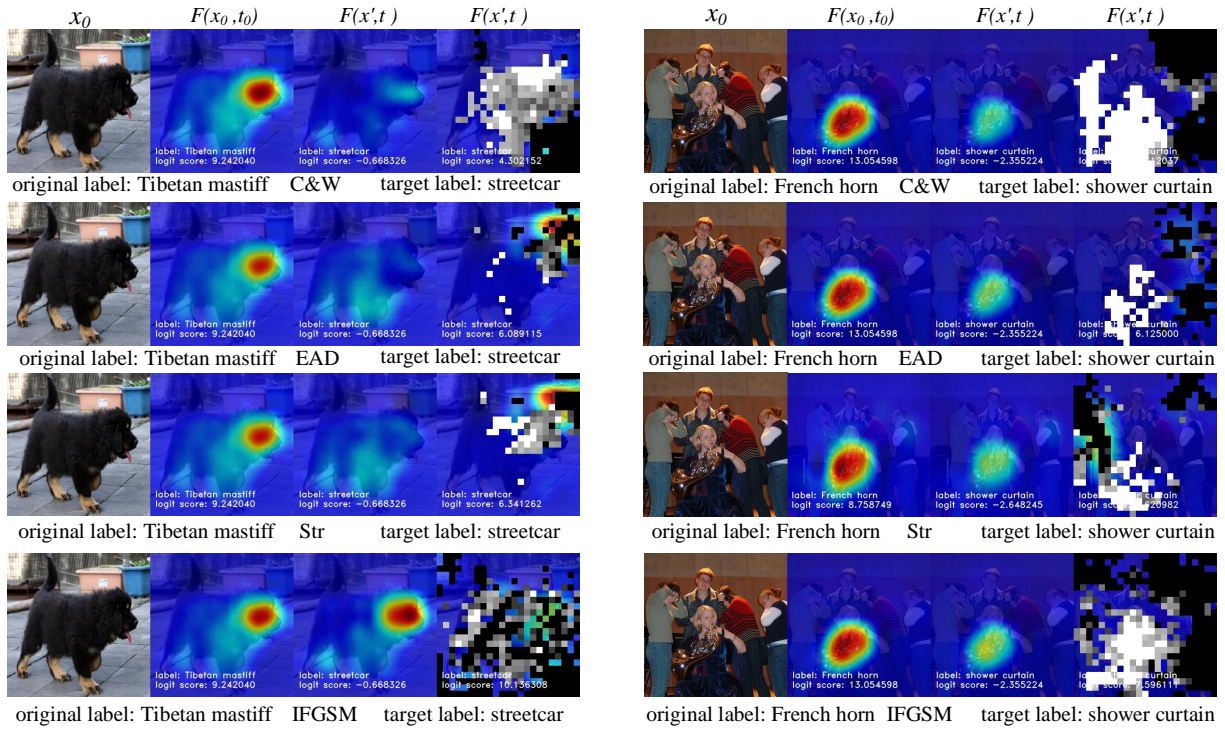 x0 F(x0 ,t0) F(x',t ) F(x',t )
label: Tibetan mastiff
logit score: 9.242040
label: streetcar
logit score: -0.668326
label: streetcar
logit score: 4.302152
original label: Tibetan mastiff C&W target label: streetcar
label: Tibetan mastiff
logit score: 9.242040
label: streetcar
logit score: -0.668326
label: streetcar
logit score: 6.089115
original label: Tibetan mastiff EAD target label: streetcar
label: Tibetan mastiff
logit score: 9.242040
label: streetcar
logit score: -0.668326
label: streetcar
logit score: 6.341262
original label: Tibetan mastiff Str target label: streetcar
label: Tibetan mastiff
logit score: 9.242040
label: streetcar
logit score: -0.668326
label: streetcar
logit score: 10.136308
original label: Tibetan mastiff IFGSM target label: streetcar
x0 F(x0 ,t0) F(x',t ) F(x',t )
label: French horn
logit score: 13.054598
label: shower curtain
logit score: -2.355224
curtain
original label: French horn C&W target label: shower curtain
label: French horn
logit score: 13.054598
label: shower curtain
logit score: -2.355224
curtain
6.125000
original label: French horn EAD target label: shower curtain
label: French horn
logit score: 8.758749
label: shower curtain
logit score: -2.648245
curtain
original label: French horn Str target label: shower curtain
label: French horn
logit score: 13.054598
label: shower curtain
logit score: -2.355224
original label: French horn IFGSM target label: shower curtain